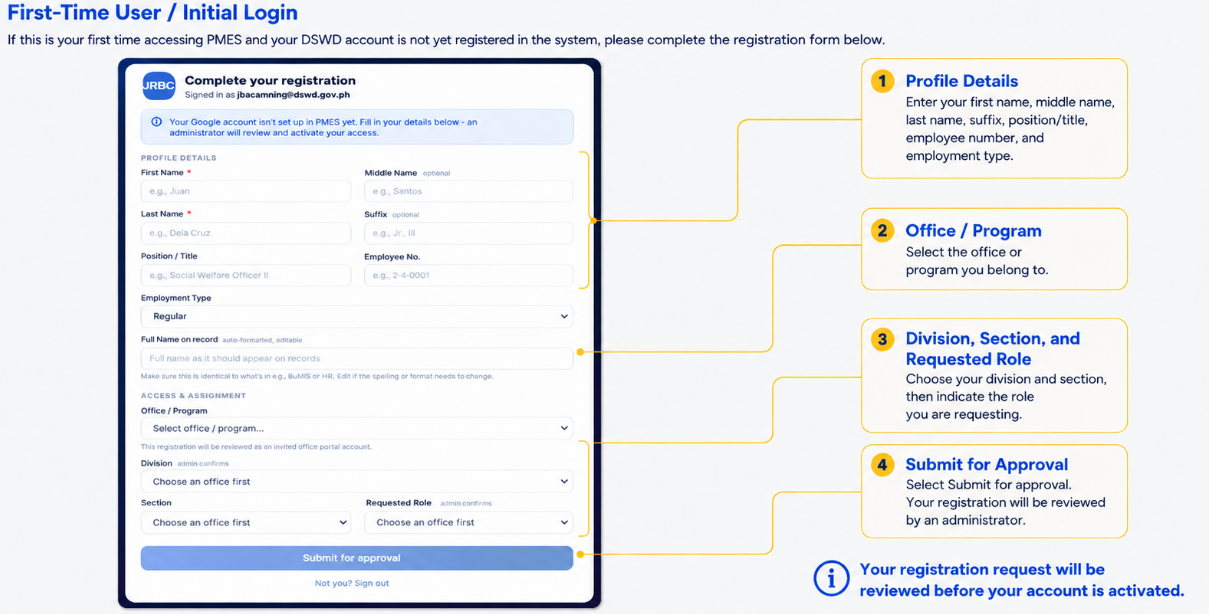 First-Time User / Initial Login
If this is your first time accessing PMES and your DSWD account is not yet registered in the system, please complete the registration form below.
JRBC
Complete your registration
Signed in as jbacamning@dswd.gov.ph
Your Google account isn't set up in PMES yet. Fill in your details below - an
administrator will review and activate your access.
PROFILE DETAILS
First Name *
Middle Name optional
e.g., Juan
e.g., Santos
Last Name *
Suffix optional
e.g., Dela Cruz
e.g., Jr., III
Position / Title
Employee No.
e.g., Social Welfare Officer II
e.g., 2-4-0001
Employment Type
Regular
Full Name on record auto-formatted, editable
Full name as it should appear on records
Make sure this is identical to what's in e.g., BuMIS or HR. Edit if the spelling or format needs to change.
ACCESS & ASSIGNMENT
Office / Program
Select office / program...
This registration will be reviewed as an invited office portal account.
Division admin confirms
Choose an office first
Section
Requested Role admin confirms
Choose an office first
Choose an office first
Submit for approval
Not you? Sign out
1 Profile Details
Enter your first name, middle name,
last name, suffix, position/title,
employee number, and
employment type.
2 Office / Program
Select the office or
program you belong to.
3 Division, Section, and
Requested Role
Choose your division and section,
then indicate the role
you are requesting.
4 Submit for Approval
Select Submit for approval.
Your registration will be reviewed
by an administrator.
Your registration request will be
reviewed before your account is activated.